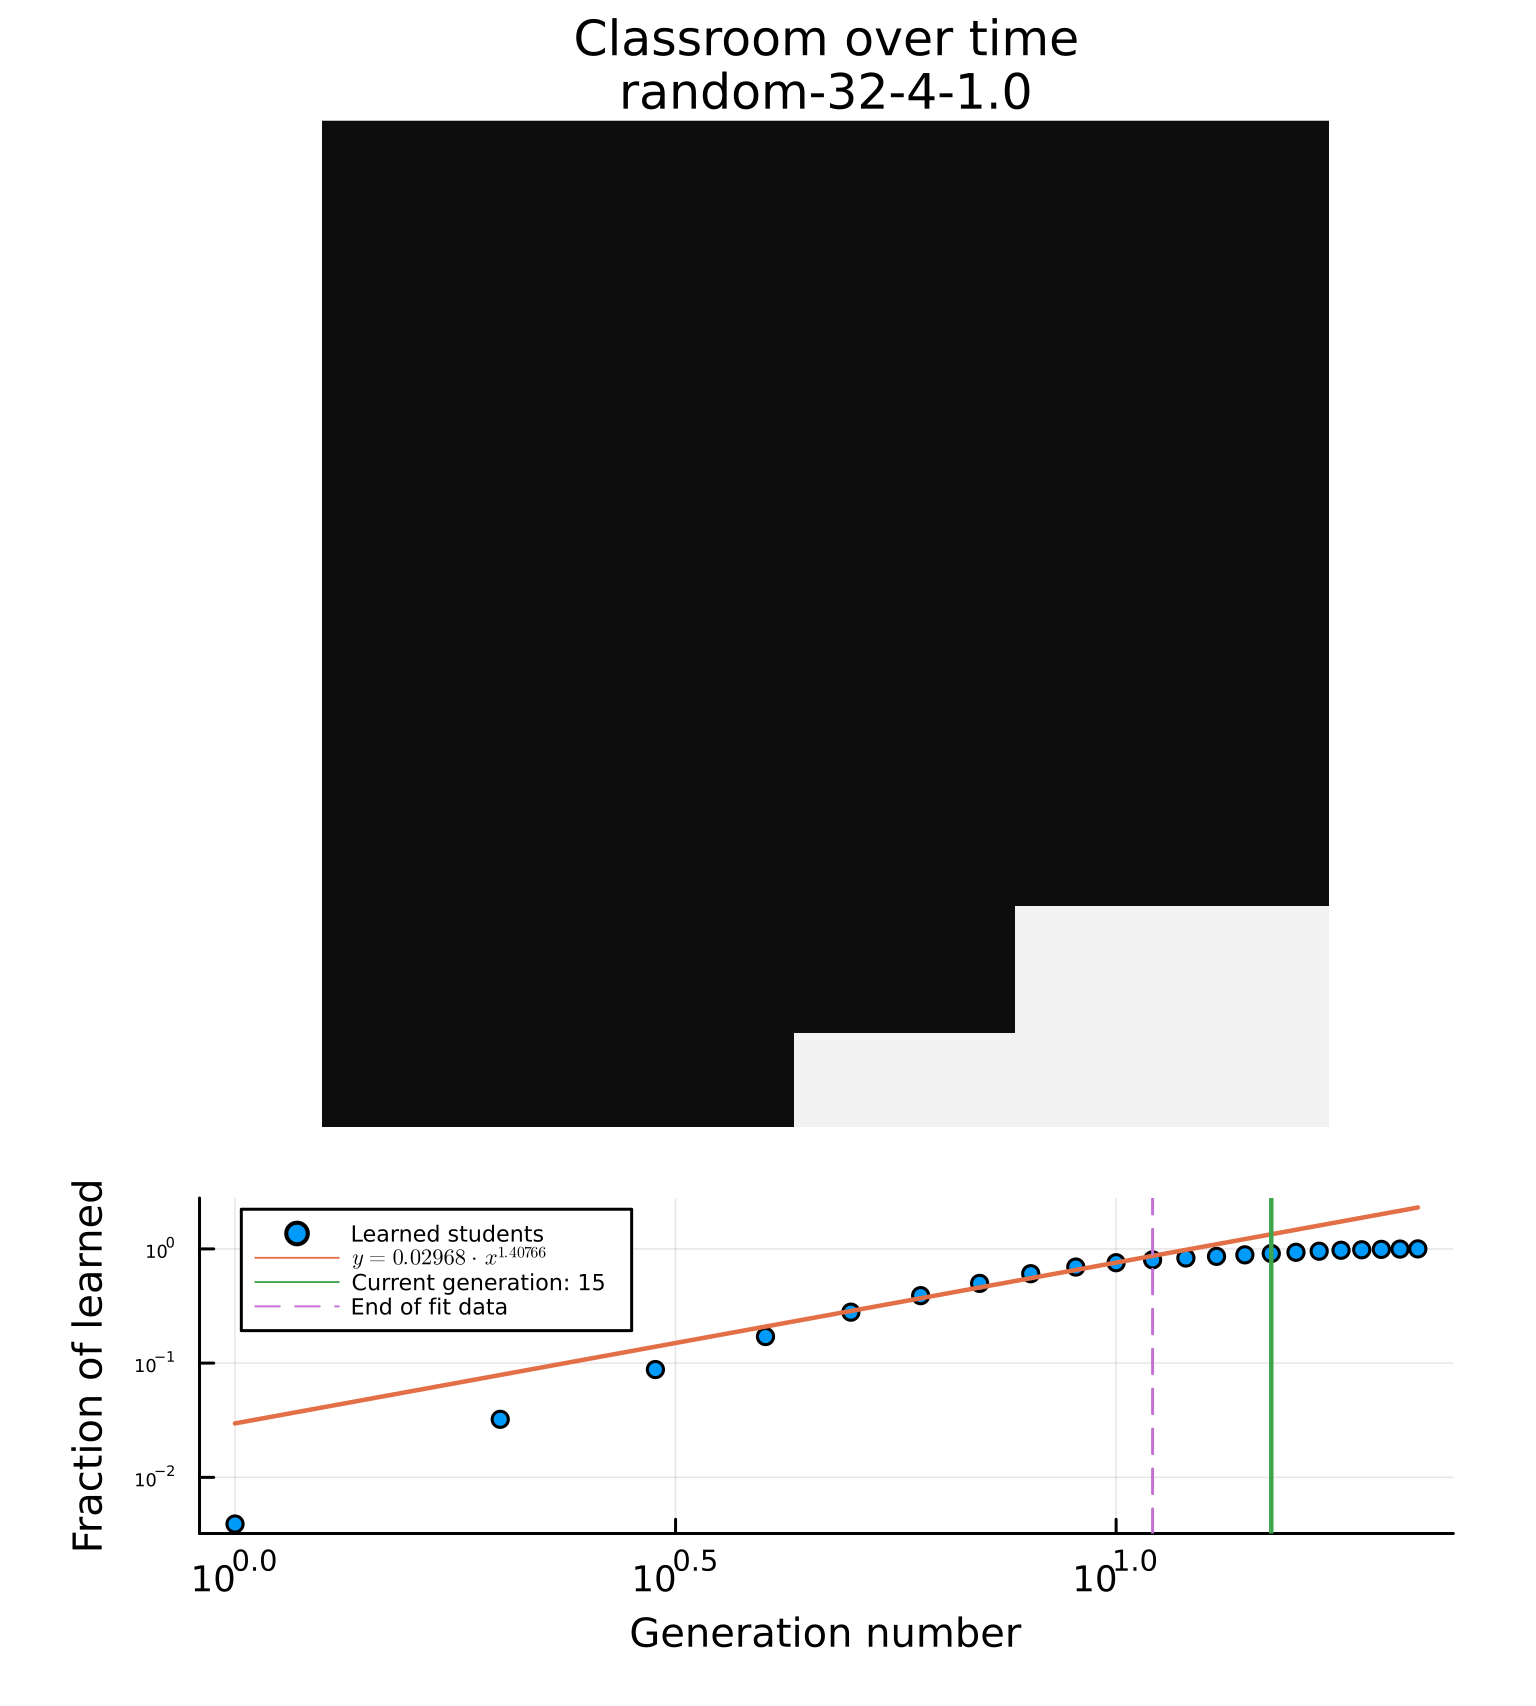 Classroom over time
random-32-4-1.0
Fraction of learned
10^0
10^−1
10^−2
Learned students
y = 0.02968 · x^1.40766
Current generation: 15
End of fit data
10^0.0
10^0.5
10^1.0
Generation number